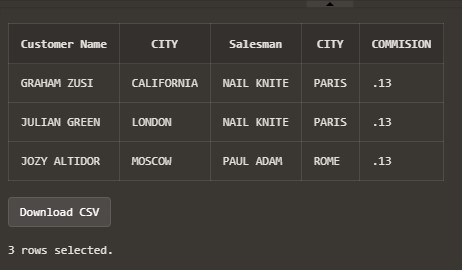 Customer Name CITY Salesman CITY COMMISION
GRAHAM ZUSI CALIFORNIA NAIL KNITE PARIS .13
JULIAN GREEN LONDON NAIL KNITE PARIS .13
JOZY ALTIDOR MOSCOW PAUL ADAM ROME .13
Download CSV
3 rows selected.